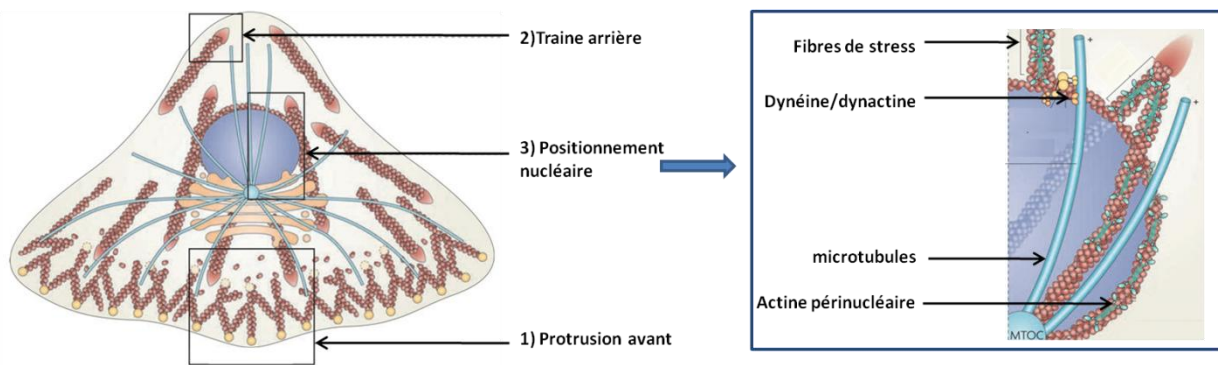 2)Traine arrière
3) Positionnement
nucléaire
1) Protrusion avant
Fibres de stress
Dynéine/dynactine
microtubules
Actine périnucléaire
+
+
MTOC